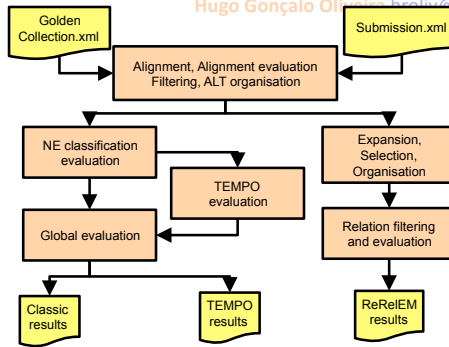 Hugo Gonçalo Oliveira hroliv@
Golden
Collection.xml
Submission.xml
Alignment, Alignment evaluation
Filtering, ALT organisation
NE classification
evaluation
Expansion,
Selection,
Organisation
TEMPO
evaluation
Global evaluation
Relation filtering
and evaluation
Classic
results
TEMPO
results
ReRelEM
results